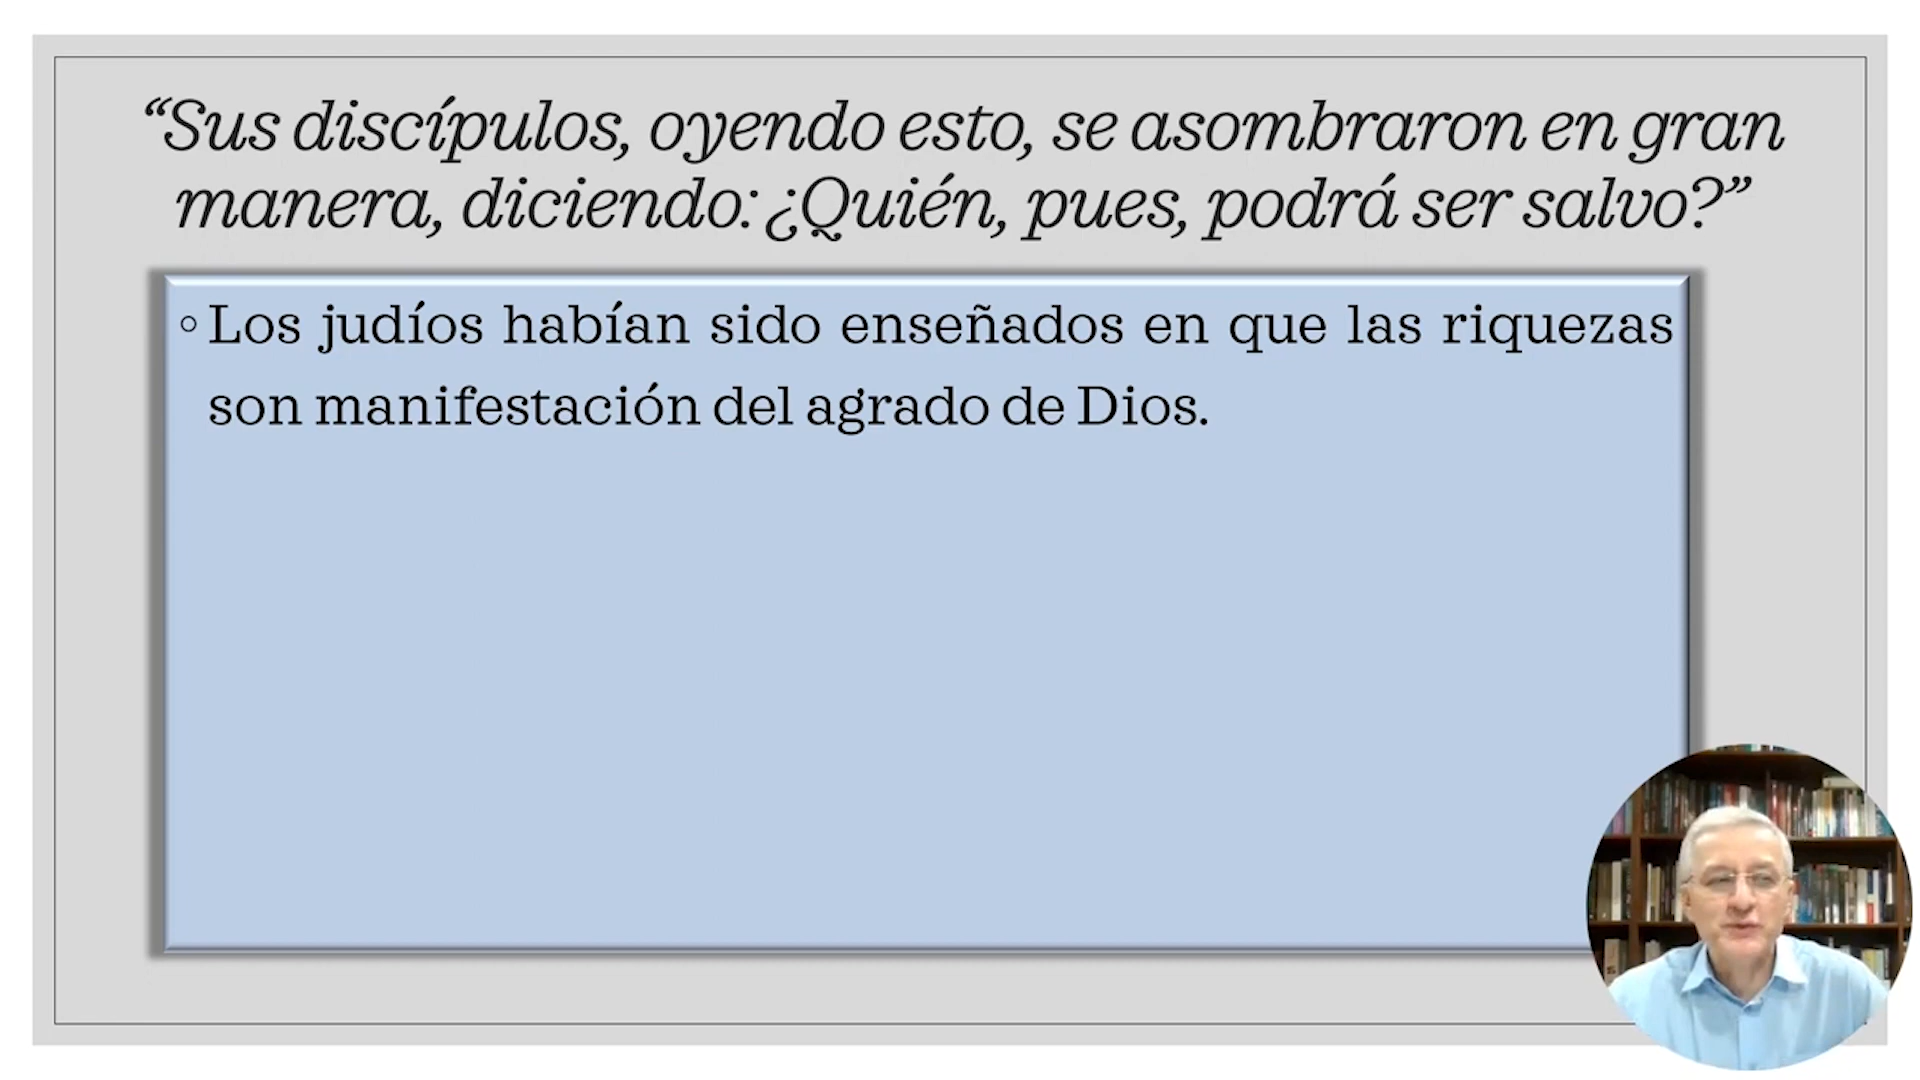 “Sus discípulos, oyendo esto, se asombraron en gran
manera, diciendo: ¿Quién, pues, podrá ser salvo?”
◦ Los judíos habían sido enseñados en que las riquezas
son manifestación del agrado de Dios.